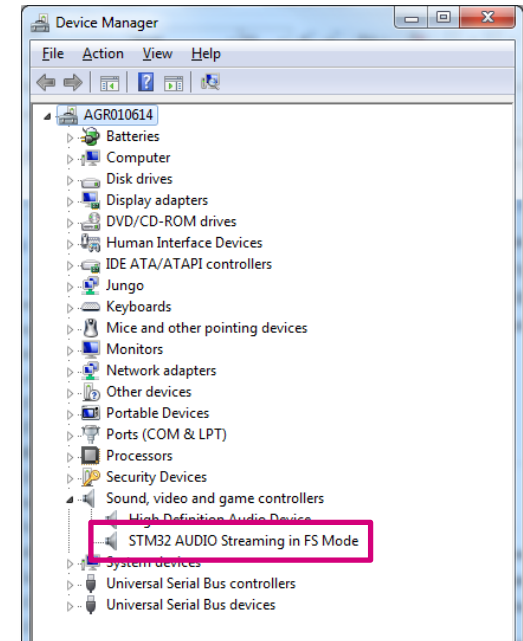 Device Manager
File Action View Help
AGR010614
Batteries
Computer
Disk drives
Display adapters
DVD/CD-ROM drives
Human Interface Devices
IDE ATA/ATAPI controllers
Jungo
Keyboards
Mice and other pointing devices
Monitors
Network adapters
Other devices
Portable Devices
Ports (COM & LPT)
Processors
Security Devices
Sound, video and game controllers
High Definition Audio Device
STM32 AUDIO Streaming in FS Mode
System devices
Universal Serial Bus controllers
Universal Serial Bus devices